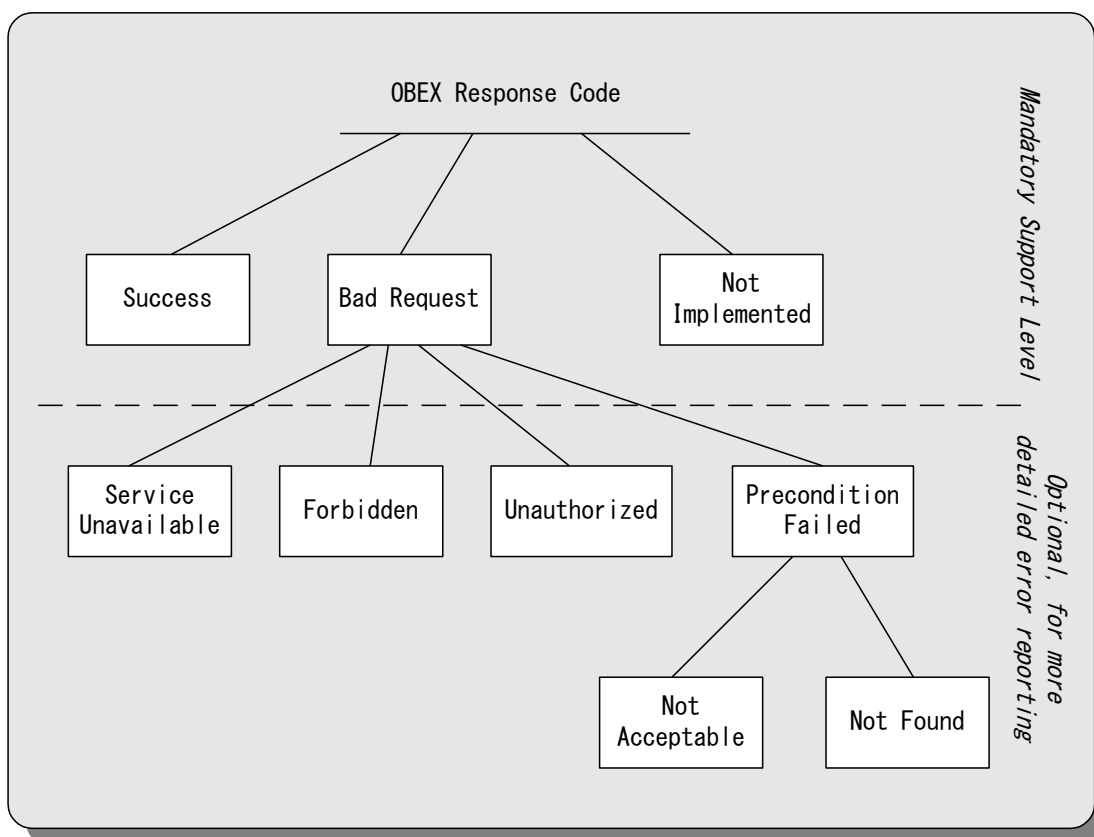 OBEX Response Code
Mandatory Support Level
Success
Bad Request
Not
Implemented
Optional, for more
detailed error reporting
Service
Unavailable
Forbidden
Unauthorized
Precondition
Failed
Not
Acceptable
Not Found